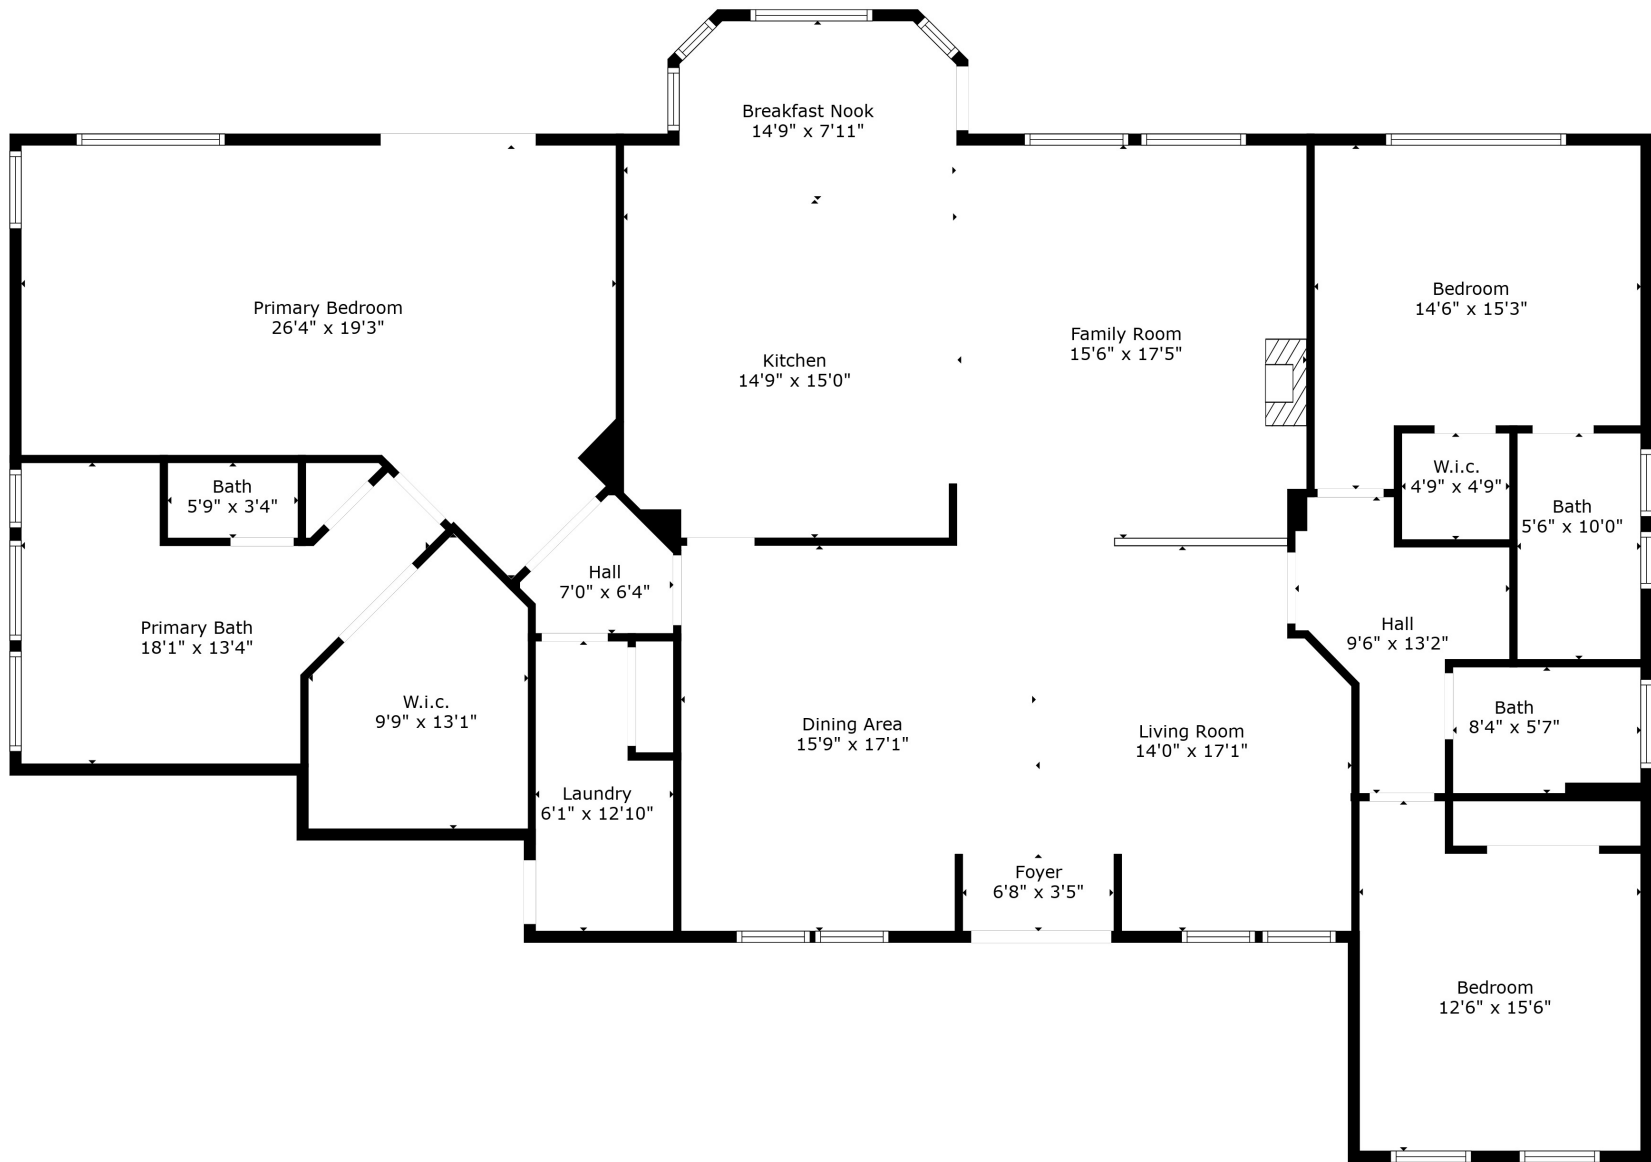 Breakfast Nook
14'9" x 7'11"
Primary Bedroom
26'4" x 19'3"
Kitchen
14'9" x 15'0"
Family Room
15'6" x 17'5"
Bedroom
14'6" x 15'3"
Bath
5'9" x 3'4"
W.i.c.
4'9" x 4'9"
Bath
5'6" x 10'0"
Hall
7'0" x 6'4"
Primary Bath
18'1" x 13'4"
Hall
9'6" x 13'2"
W.i.c.
9'9" x 13'1"
Dining Area
15'9" x 17'1"
Living Room
14'0" x 17'1"
Bath
8'4" x 5'7"
Laundry
6'1" x 12'10"
Foyer
6'8" x 3'5"
Bedroom
12'6" x 15'6"